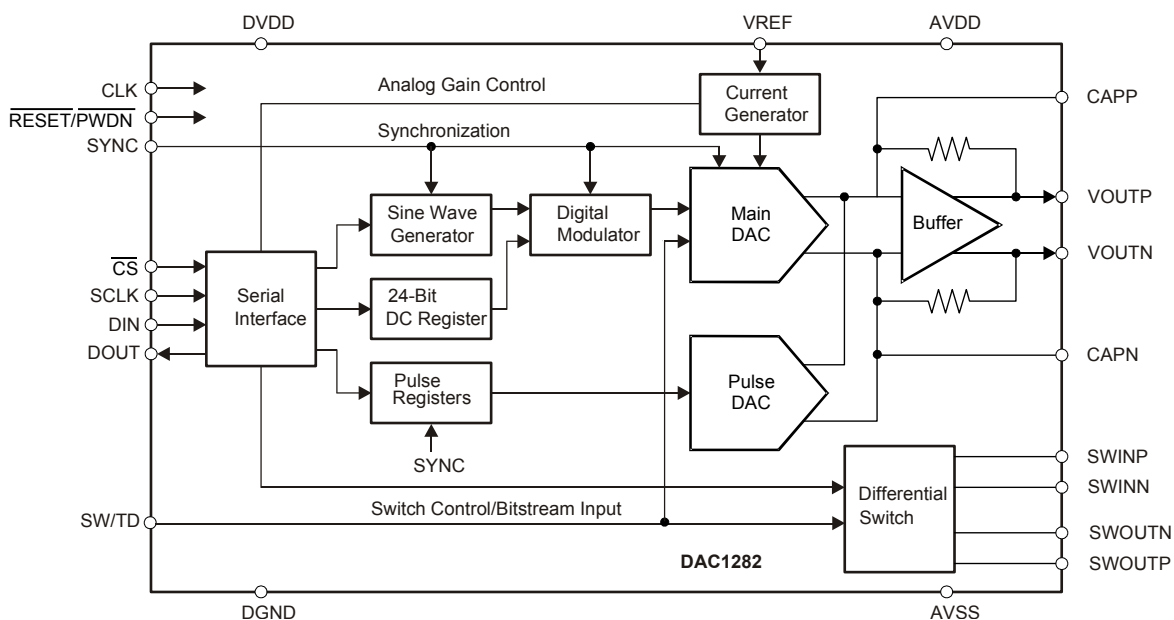 DVDD
VREF
AVDD
CLK
RESET/PWDN
SYNC
Analog Gain Control
Synchronization
Current
Generator
CAPP
Sine Wave
Generator
Digital
Modulator
Main
DAC
Buffer
VOUTP
VOUTN
CS
SCLK
DIN
DOUT
Serial
Interface
24-Bit
DC Register
Pulse
Registers
SYNC
Pulse
DAC
CAPN
SW/TD
Switch Control/Bitstream Input
Differential
Switch
SWINP
SWINN
SWOUTN
SWOUTP
DAC1282
DGND
AVSS